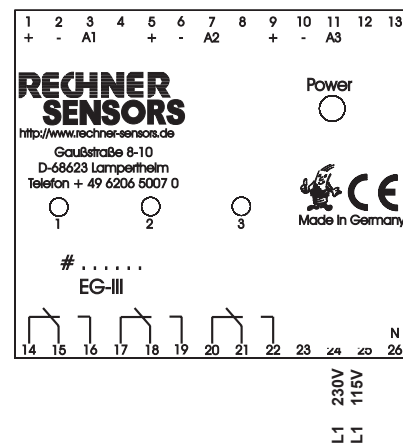 1 2 3 4 5 6 7 8 9 10 11 12 13
+ - A1 + - A2 + - A3
RECHNER
SENSORS
http://www.rechner-sensors.de
Gaußstraße 8-10
D-68623 Lampertheim
Telefon + 49 6206 5007 0
Power
CE
Made in Germany
1 2 3
# . . . . . .
EG-III
N
14 15 16 17 18 19 20 21 22 23 24 25 26
L1 230V
L1 115V